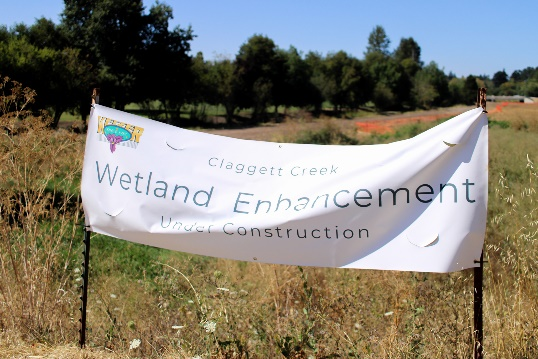 Claggett Creek
Wetland Enhancement
Under Construction